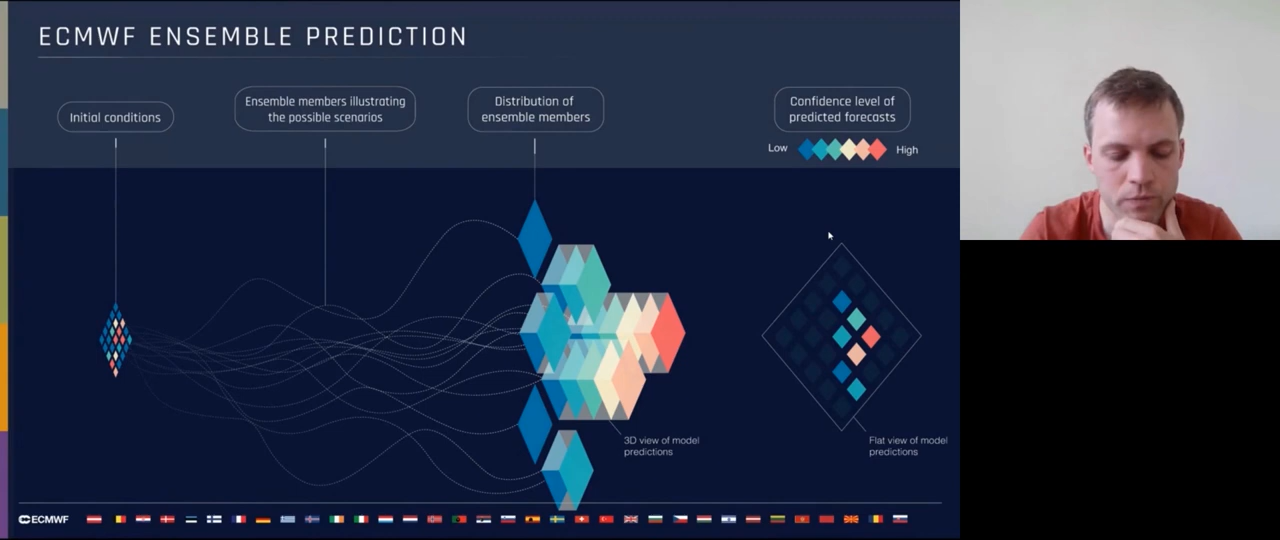 ECMWF ENSEMBLE PREDICTION
Initial conditions
Ensemble members illustrating
the possible scenarios
Distribution of
ensemble members
Confidence level of
predicted forecasts
Low
High
3D view of model
predictions
Flat view of model
predictions
ECMWF